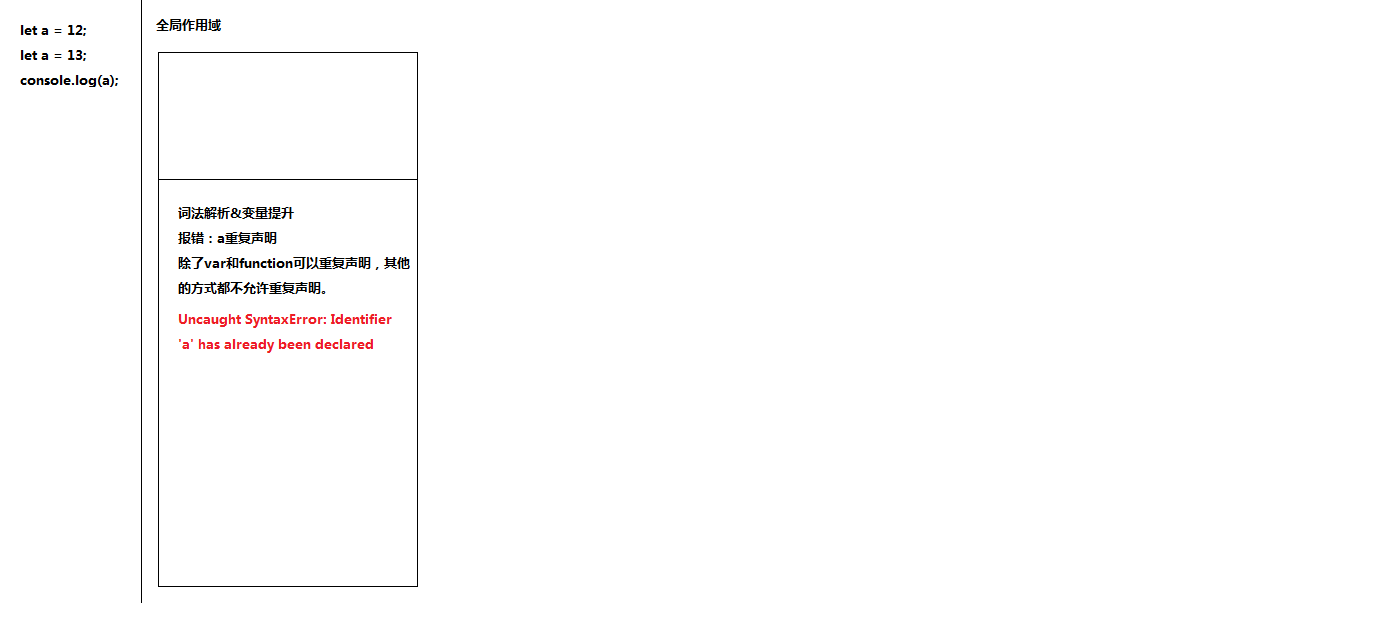 let a = 12;
let a = 13;
console.log(a);
全局作用域
词法解析&变量提升
报错：a重复声明
除了var和function可以重复声明，其他
的方式都不允许重复声明。
Uncaught SyntaxError: Identifier
'a' has already been declared